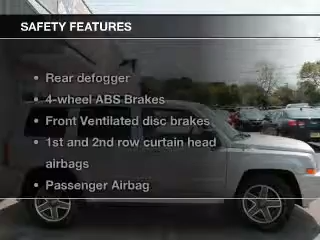 SAFETY FEATURES
• Rear defogger
• 4-wheel ABS Brakes
• Front Ventilated disc brakes
• 1st and 2nd row curtain head
airbags
• Passenger Airbag